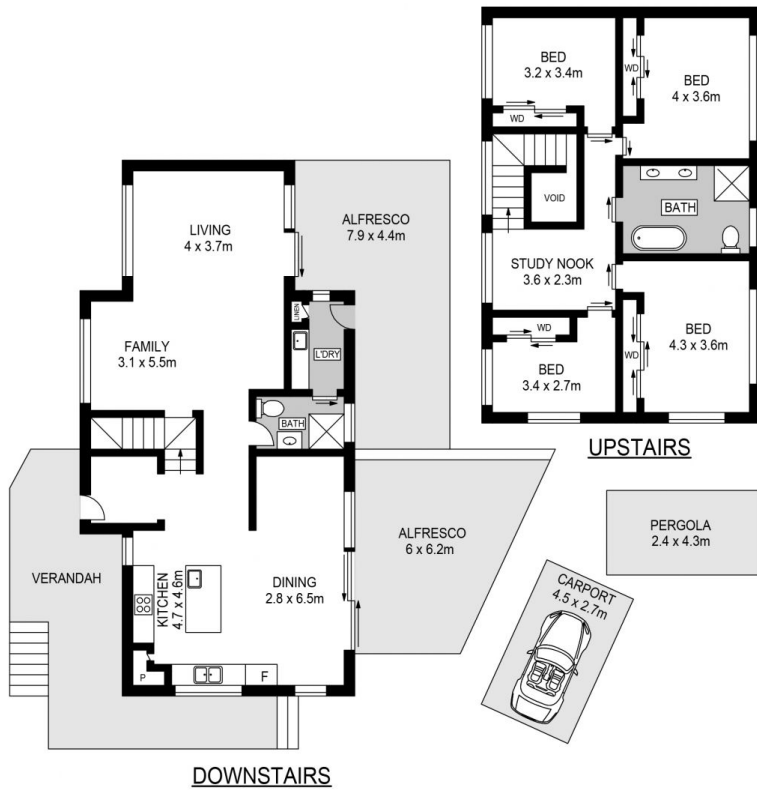 LIVING
4 x 3.7m
ALFRESCO
7.9 x 4.4m
LINEN
L'DRY
FAMILY
3.1 x 5.5m
BATH
VERANDAH
KITCHEN
4.7 x 4.6m
DINING
2.8 x 6.5m
ALFRESCO
6 x 6.2m
P
F
DOWNSTAIRS
BED
3.2 x 3.4m
WD
WD
BED
4 x 3.6m
VOID
BATH
STUDY NOOK
3.6 x 2.3m
WD
BED
3.4 x 2.7m
WD
BED
4.3 x 3.6m
UPSTAIRS
PERGOLA
2.4 x 4.3m
CARPORT
4.5 x 2.7m